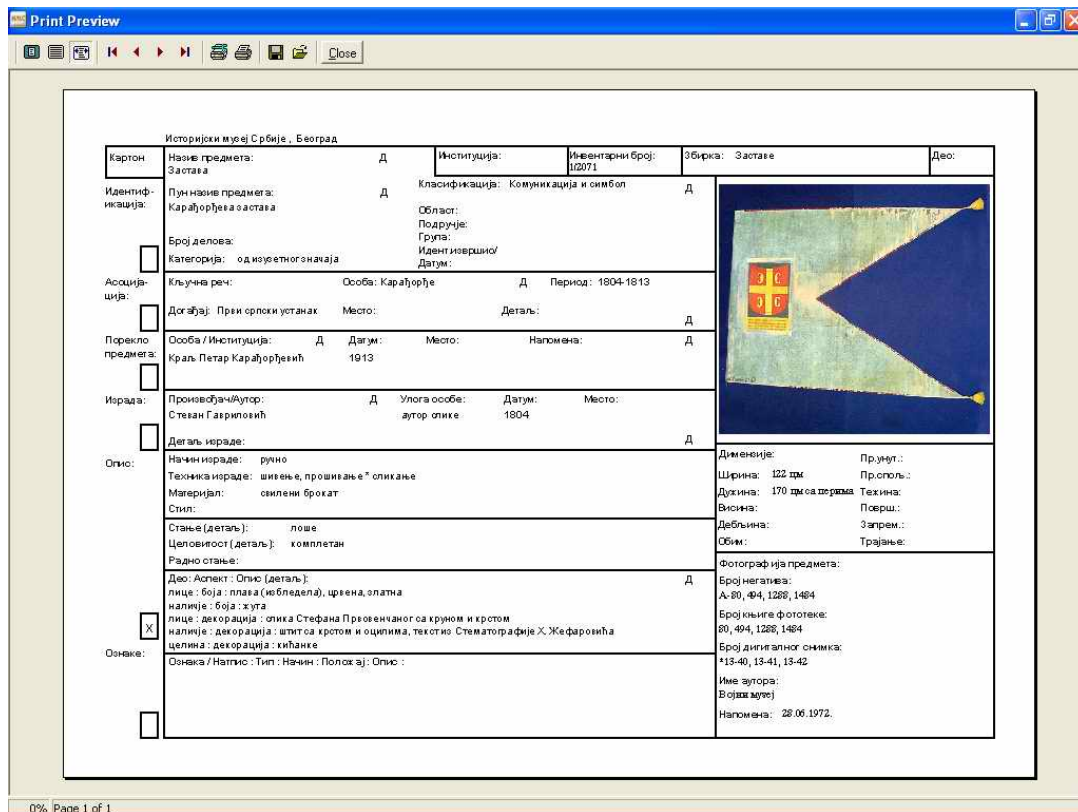 Print Preview
Close
Историјски музеј Србије, Београд
Картон
Назив предмета: Д
Застава
Институција:
Инвентарни број:
1/2071
Збирка: Заставе
Део:
Идентиф-
икација:
Пун назив предмета: Д
Карађорђева застава
Број делова:
Категорија: од изузетног значаја
Класификација: Комуникација и симбол Д
Област:
Подручје:
Група:
Идент извршио/
Датум:
Асоција-
ција:
Кључна реч: Особа: Карађорђе Д Период: 1804-1813
Догађај: Први српски устанак Место: Детаљ:
Д
Порекло
предмета:
Особа / Институција: Д Датум: Место: Напомена: Д
Краљ Петар Карађорђевић 1913
Израда:
Произвођач/Аутор: Д Улога особе: Датум: Место:
Стеван Гавриловић аутор слике 1804
Детаљ израде: Д
Опис:
Начин израде: ручно
Техника израде: шивење, прошивање * сликање
Материјал: свилени брокат
Стил:
Стање (детаљ): лоше
Целовитост (детаљ): комплетан
Радно стање:
Део: Аспект : Опис (детаљ): Д
лице : боја : плава (избледела), црвена, златна
наличје : боја : жута
лице : декорација : слика Стефана Првовенчаног са круном и крстом
наличје : декорација : штит са крстом и оцилима, текст из Стематографије Х. Жефаровића
целина : декорација : кићанке
X
Ознаке:
Ознака / Натпис : Тип : Начин : Положај : Опис :
Димензије: Пр.унут.:
Ширина: 122 цм Пр.спољ.:
Дужина: 170 цм са перима Тежина:
Висина: Површ.:
Дебљина: Запрем.:
Обим: Трајање:
Фотографија предмета:
Број негатива:
А-80, 494, 1288, 1484
Број књиге фототеке:
80, 494, 1288, 1484
Број дигиталног снимка:
*13-40, 13-41, 13-42
Име аутора:
Војни музеј
Напомена: 28.06.1972.
0% Page 1 of 1